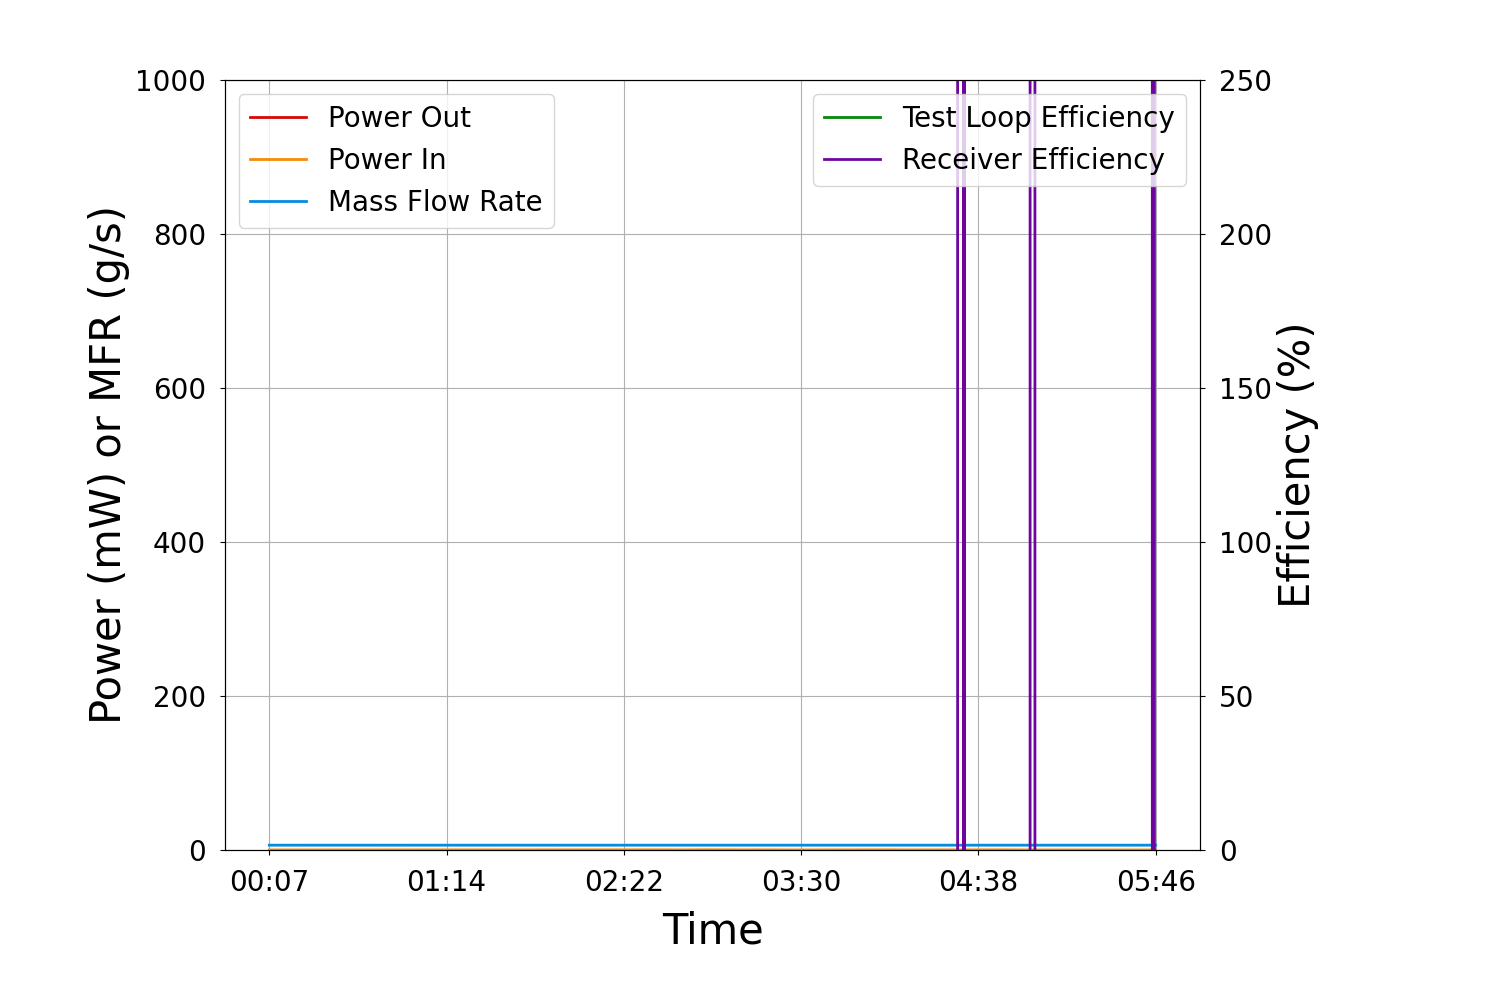 1000
800
600
400
200
0
Power (mW) or MFR (g/s)
Power Out
Power In
Mass Flow Rate
Test Loop Efficiency
Receiver Efficiency
250
200
150
100
50
0
Efficiency (%)
00:07 01:14 02:22 03:30 04:38 05:46
Time